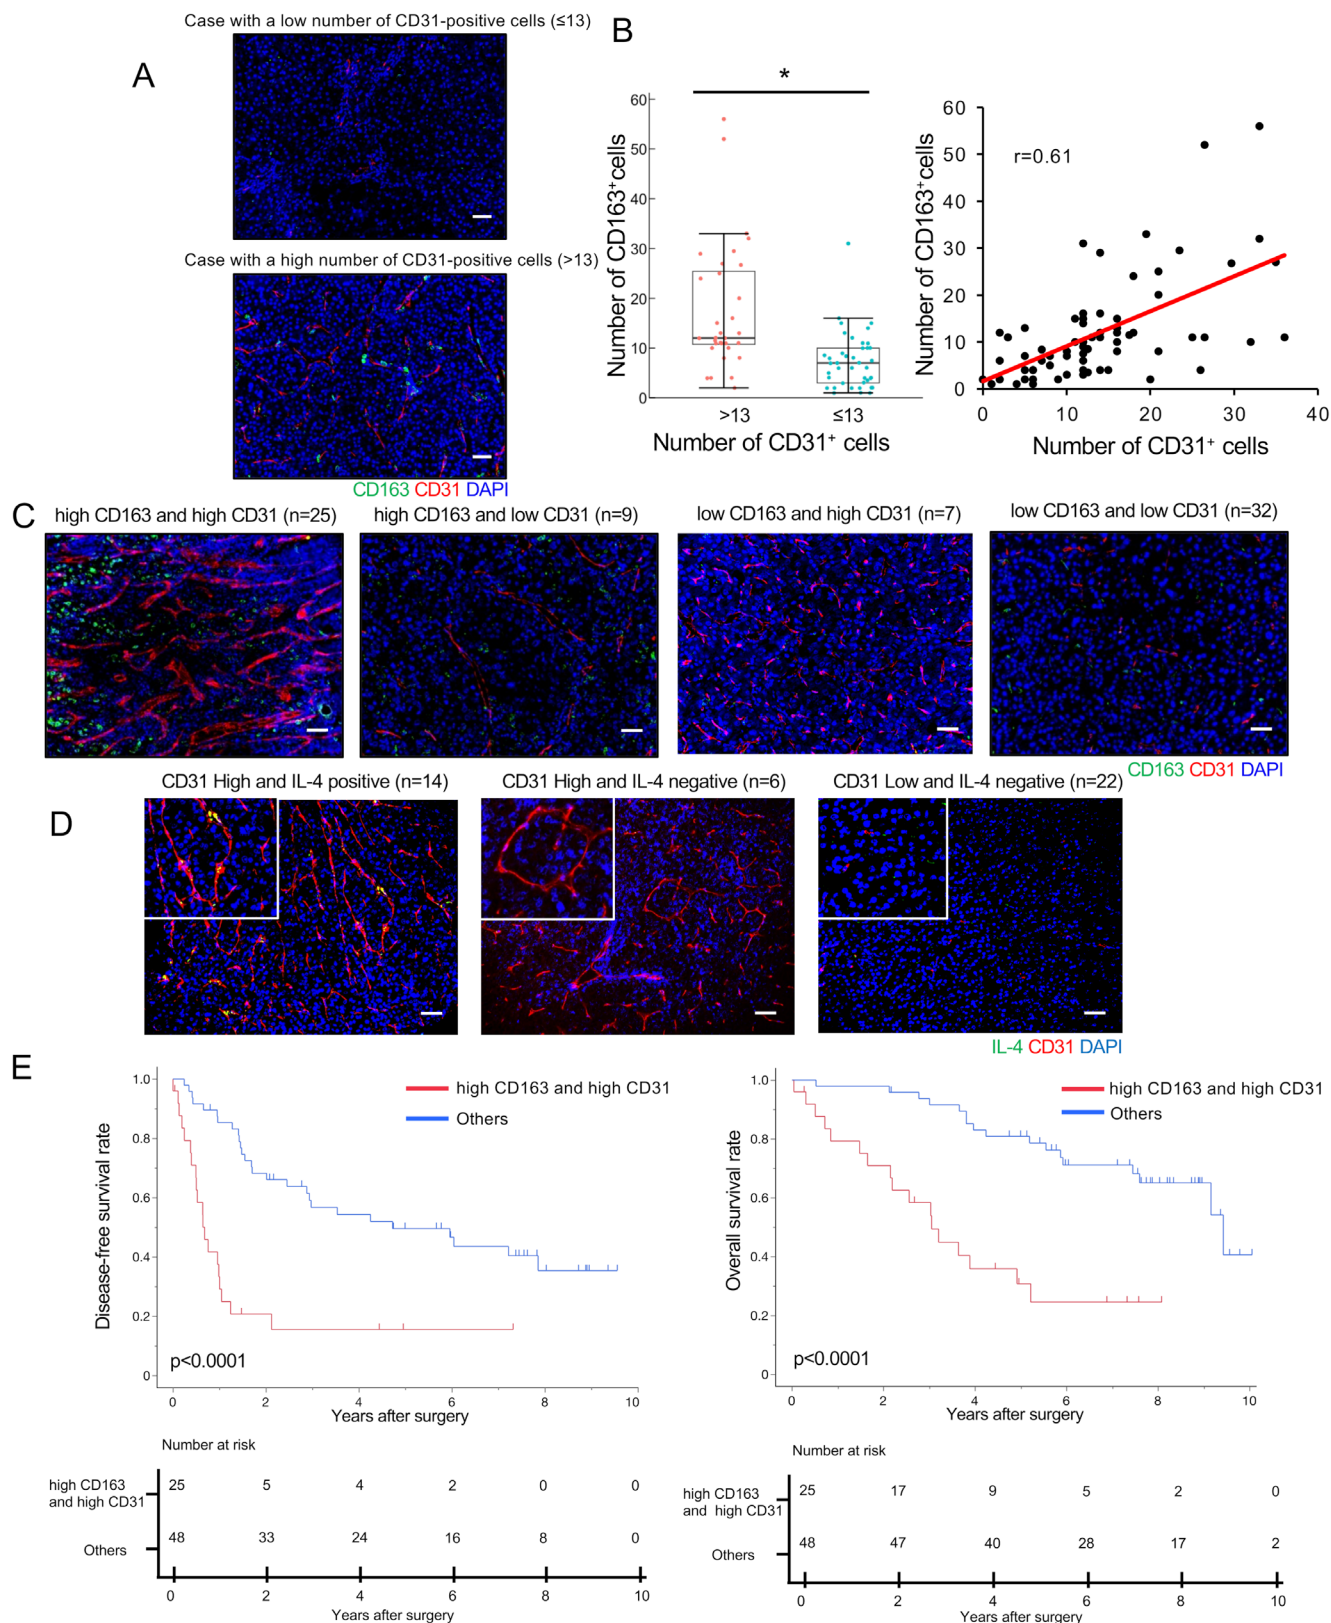 Case with a low number of CD31-positive cells (≤13)
A
Case with a high number of CD31-positive cells (>13)
CD163 CD31 DAPI
B
*
Number of CD163⁺cells
60
50
40
30
20
10
0
>13 ≤13
Number of CD31⁺ cells
Number of CD163⁺cells
60
50
40
30
20
10
0
r=0.61
0 10 20 30 40
Number of CD31⁺ cells
C
high CD163 and high CD31 (n=25)
high CD163 and low CD31 (n=9)
low CD163 and high CD31 (n=7)
low CD163 and low CD31 (n=32)
CD163 CD31 DAPI
D
CD31 High and IL-4 positive (n=14)
CD31 High and IL-4 negative (n=6)
CD31 Low and IL-4 negative (n=22)
IL-4 CD31 DAPI
E
Disease-free survival rate
1.0
0.8
0.6
0.4
0.2
0
high CD163 and high CD31
Others
p<0.0001
0 2 4 6 8 10
Years after surgery
Number at risk
high CD163
and high CD31
25 5 4 2 0 0
Others
48 33 24 16 8 0
0 2 4 6 8 10
Years after surgery
Overall survival rate
1.0
0.8
0.6
0.4
0.2
0
high CD163 and high CD31
Others
p<0.0001
0 2 4 6 8 10
Years after surgery
Number at risk
high CD163
and high CD31
25 17 9 5 2 0
Others
48 47 40 28 17 2
0 2 4 6 8 10
Years after surgery